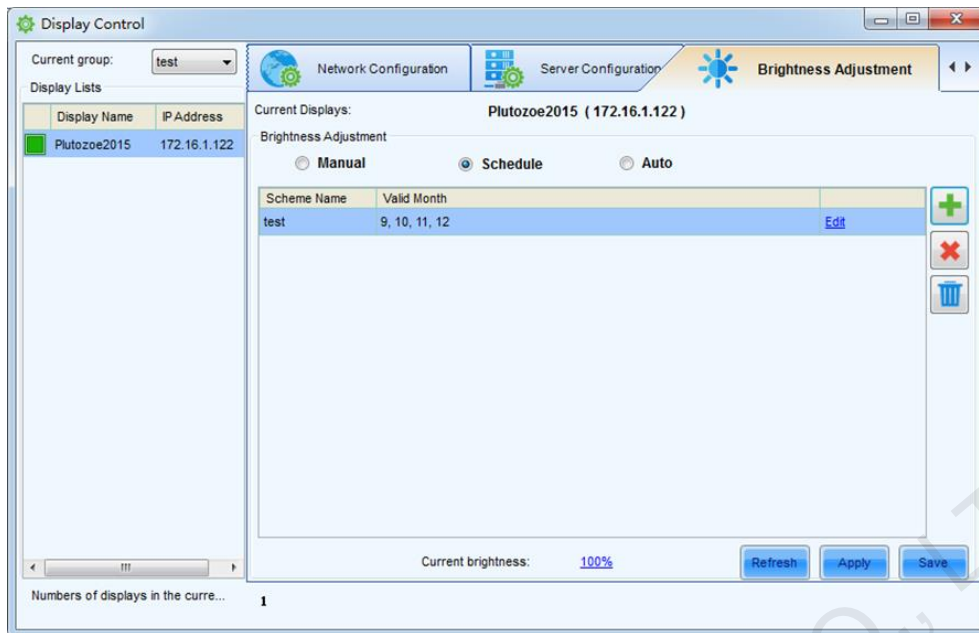 Display Control
Current group: test
Display Lists
Display Name IP Address
Plutozoe2015 172.16.1.122
Numbers of displays in the curre... 1
Network Configuration Server Configuration Brightness Adjustment
Current Displays: Plutozoe2015 ( 172.16.1.122 )
Brightness Adjustment
Manual Schedule Auto
Scheme Name Valid Month
test 9, 10, 11, 12 Edit
Current brightness: 100% Refresh Apply Save